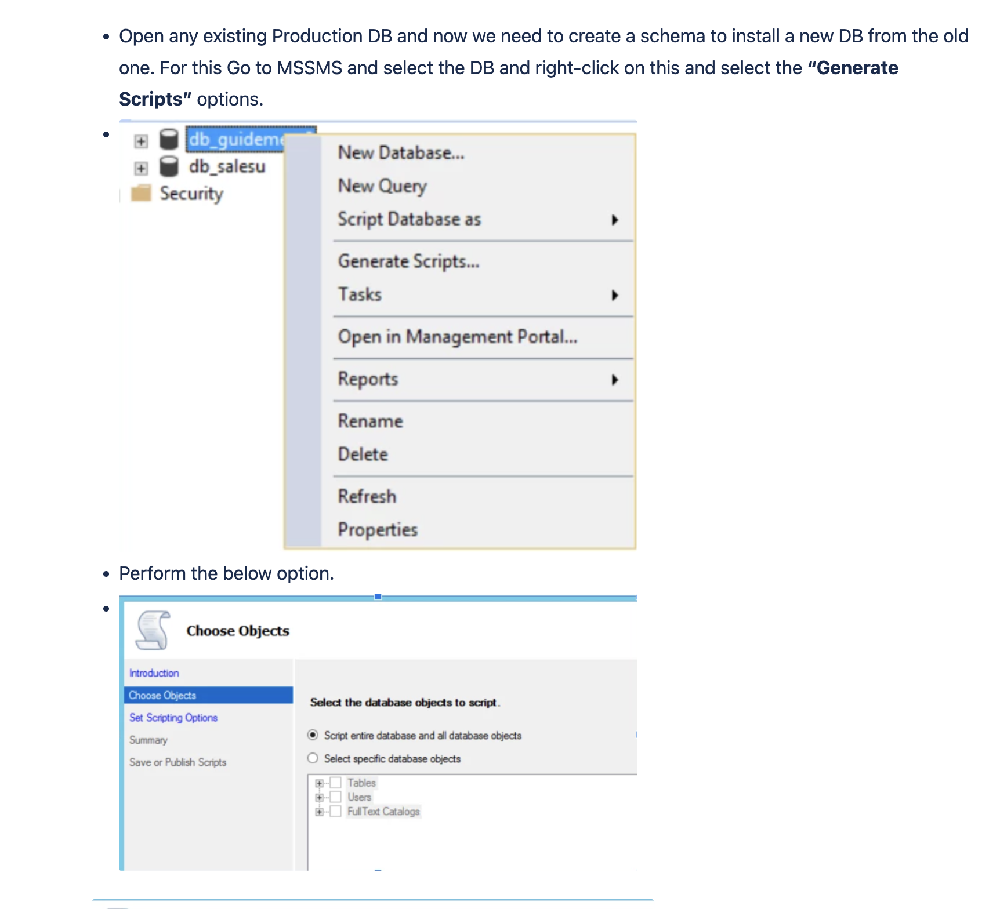 Open any existing Production DB and now we need to create a schema to install a new DB from the old
one. For this Go to MSSMS and select the DB and right-click on this and select the “Generate
Scripts” options.
db_salesu
Security
New Database...
New Query
Script Database as
Generate Scripts...
Tasks
Open in Management Portal...
Reports
Rename
Delete
Refresh
Properties
Perform the below option.
Choose Objects
Introduction
Choose Objects
Set Scripting Options
Summary
Save or Publish Scripts
Select the database objects to script.
Script entire database and all database objects
Select specific database objects
Tables
Users
FullText Catalogs